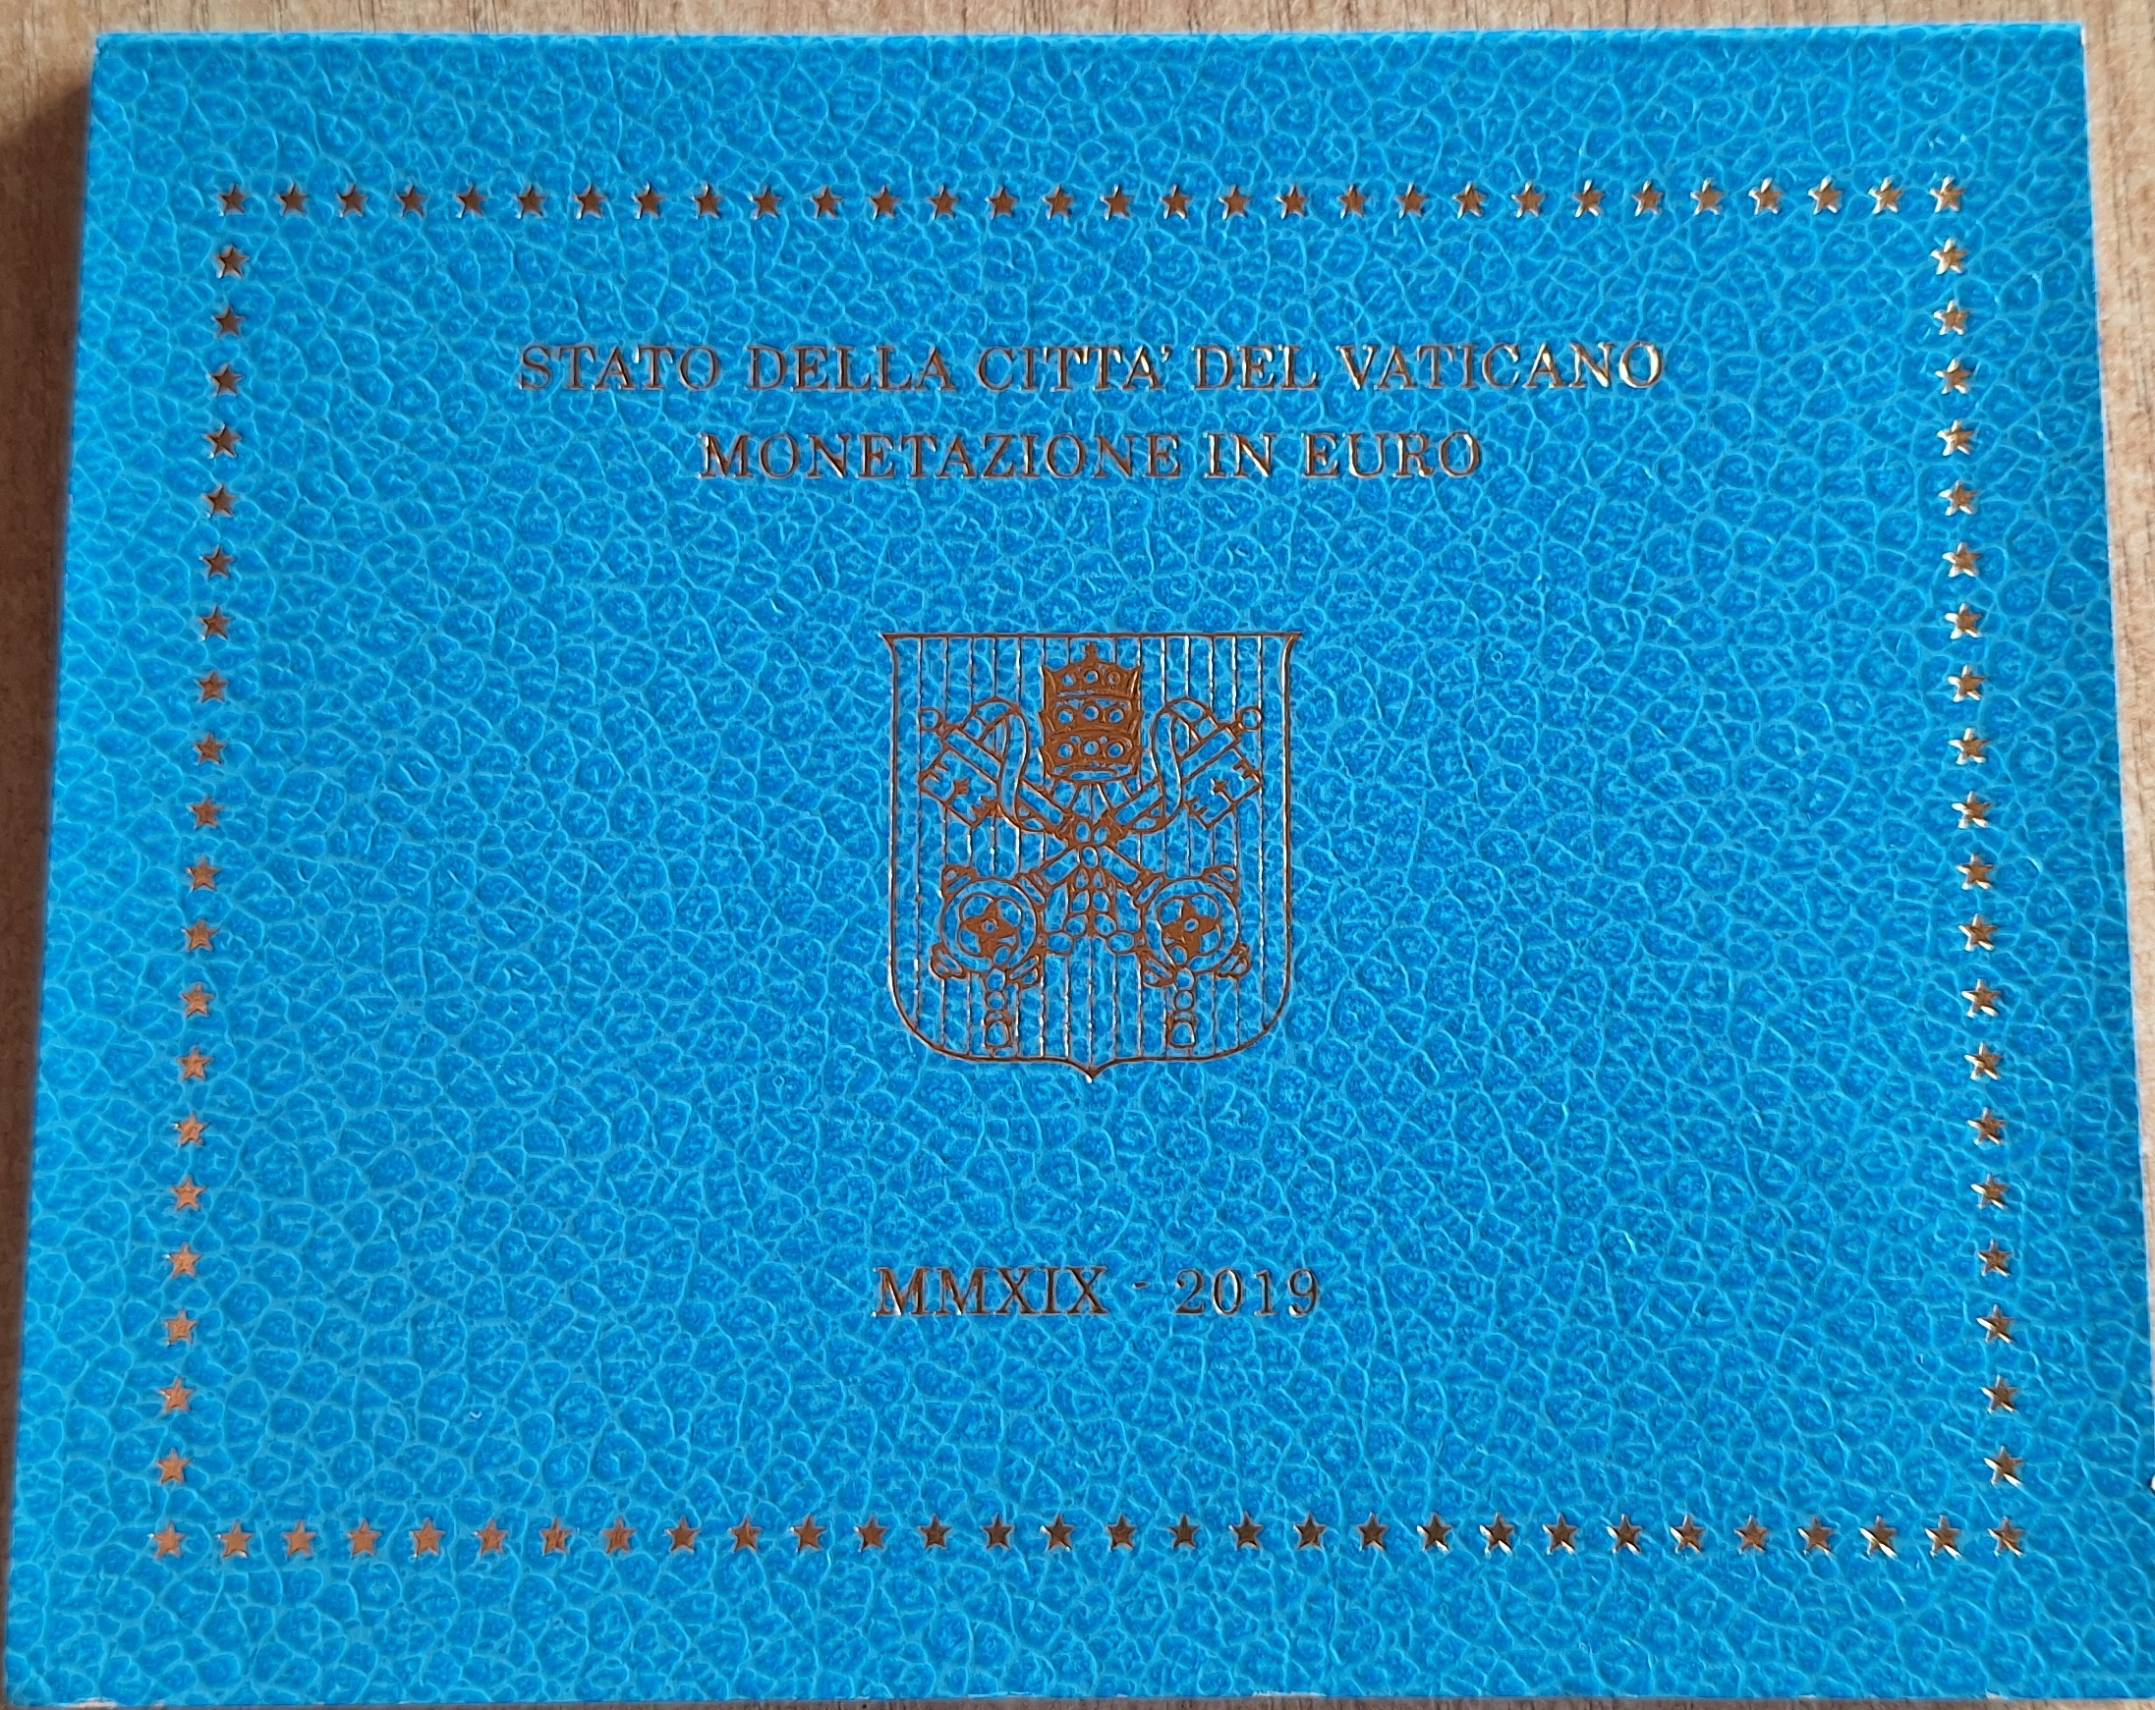 STATO DELLA CITTA' DEL VATICANO
MONETAZIONE IN EURO
MMXIX - 2019